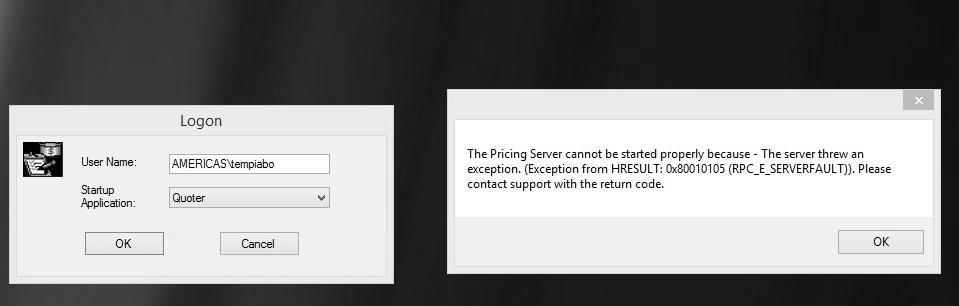 Logon
User Name:
AMERICAS\tempiabo
Startup
Application:
Quoter
OK
Cancel
The Pricing Server cannot be started properly because - The server threw an
exception. (Exception from HRESULT: 0x80010105 (RPC_E_SERVERFAULT)). Please
contact support with the return code.
OK